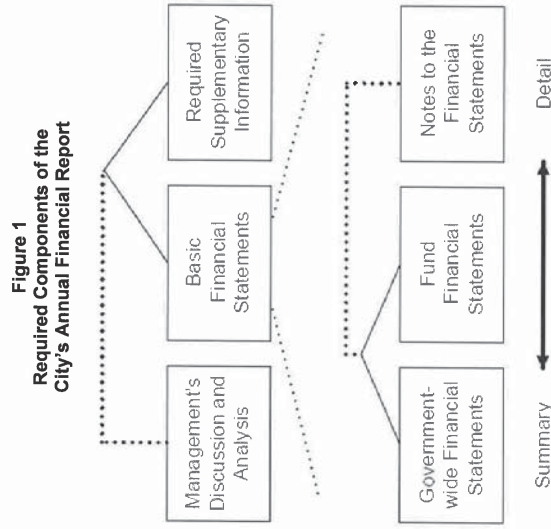 Figure 1
Required Components of the
City's Annual Financial Report
Management's
Discussion and
Analysis
Basic
Financial
Statements
Required
Supplementary
Information
Government-
wide Financial
Statements
Fund
Financial
Statements
Notes to the
Financial
Statements
Summary
Detail